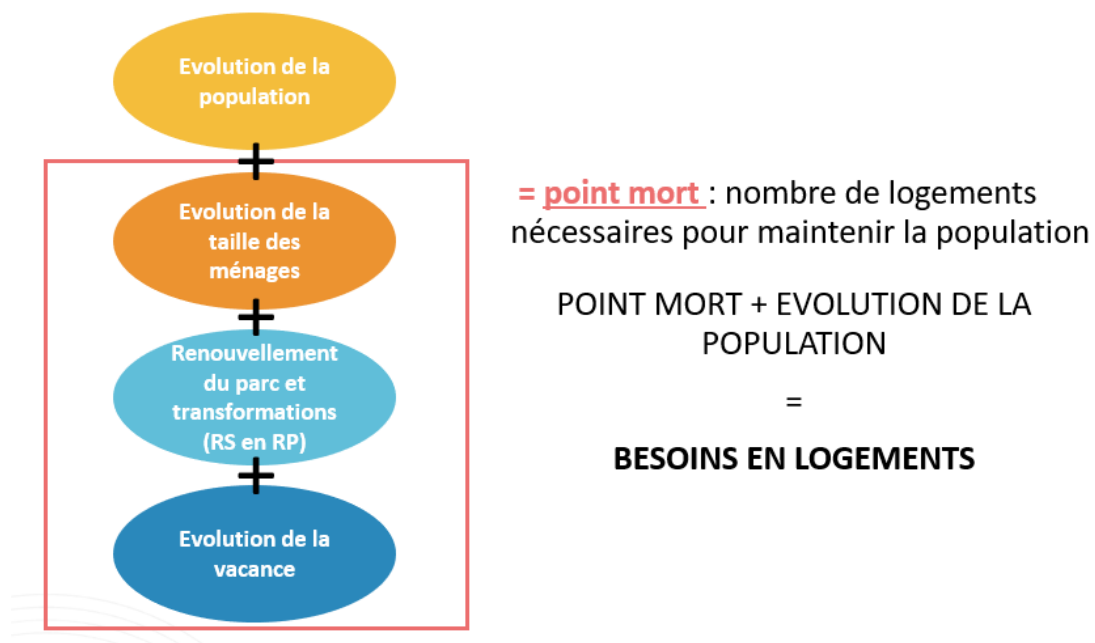 Evolution de la
population
+
Evolution de la
taille des
ménages
+
Renouvellement
du parc et
transformations
(RS en RP)
+
Evolution de la
vacance
= point mort : nombre de logements
nécessaires pour maintenir la population
POINT MORT + EVOLUTION DE LA
POPULATION
=
BESOINS EN LOGEMENTS